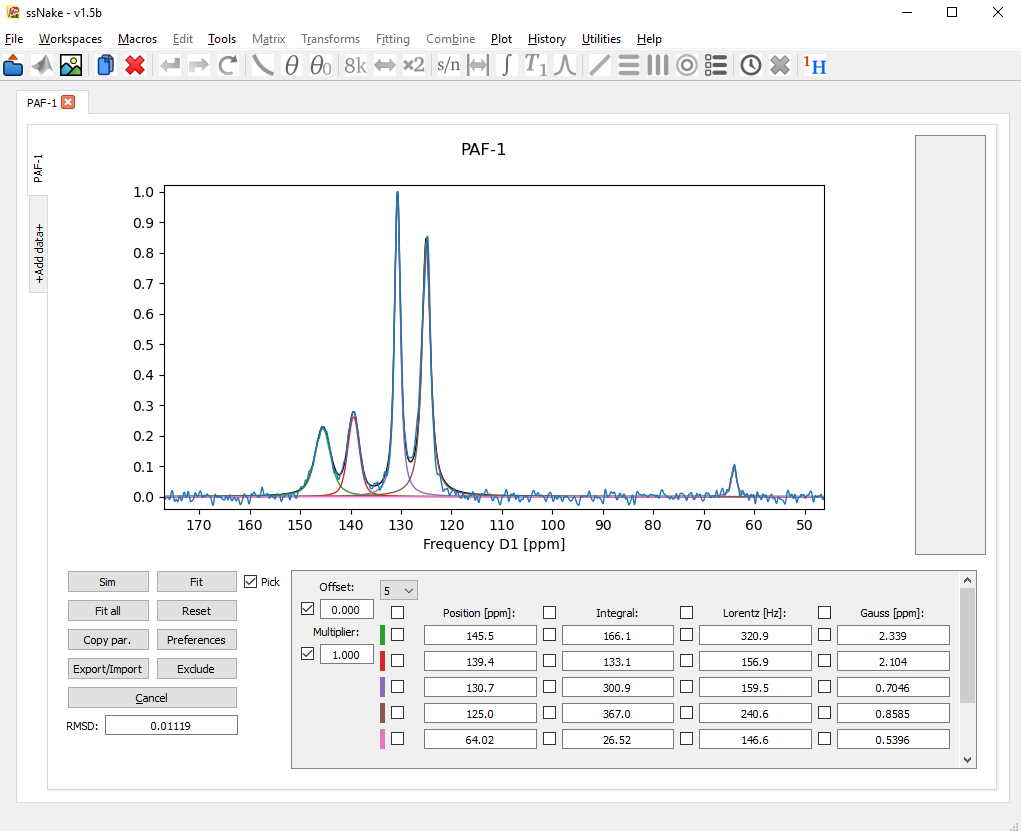 ssNake - v1.5b
File Workspaces Macros Edit Tools Matrix Transforms Fitting Combine Plot History Utilities Help
θ θ0 8k ×2 s/n ∫ T1 1H
PAF-1
PAF-1
+Add data+
PAF-1
1.0
0.9
0.8
0.7
0.6
0.5
0.4
0.3
0.2
0.1
0.0
170 160 150 140 130 120 110 100 90 80 70 60 50
Frequency D1 [ppm]
Sim Fit Pick
Fit all Reset
Copy par. Preferences
Export/Import Exclude
Cancel
RMSD: 0.01119
Offset: 5
0.000
Multiplier:
1.000
Position [ppm]: Integral: Lorentz [Hz]: Gauss [ppm]:
145.5 166.1 320.9 2.339
139.4 133.1 156.9 2.104
130.7 300.9 159.5 0.7046
125.0 367.0 240.6 0.8585
64.02 26.52 146.6 0.5396